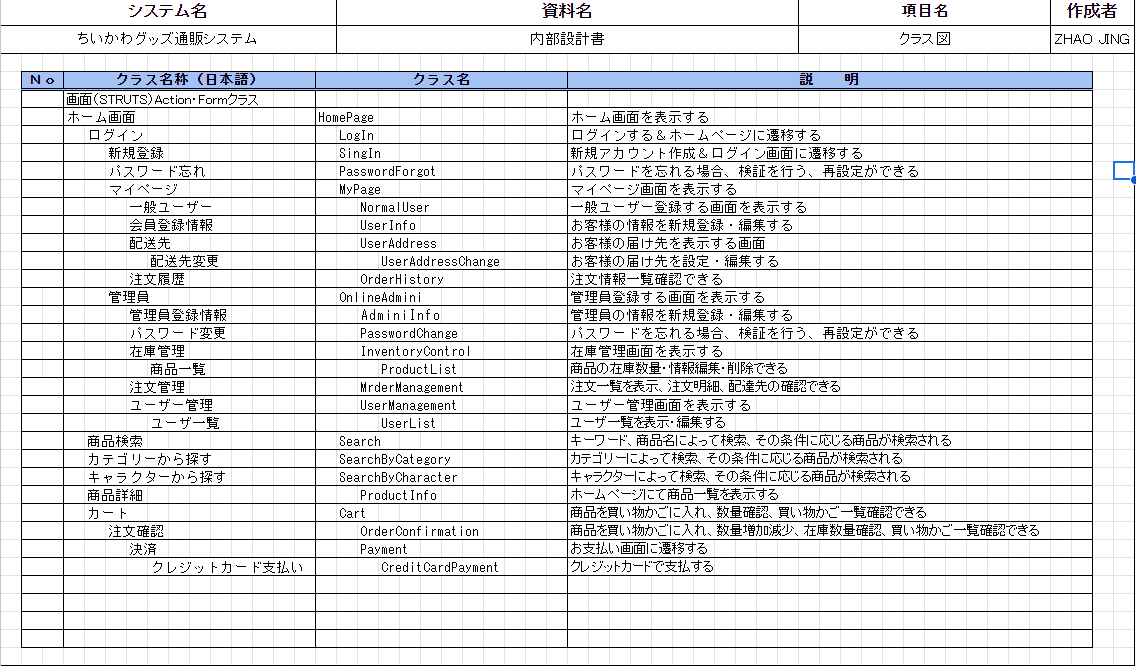 システム名 資料名 項目名 作成者
ちいかわグッズ通販システム 内部設計書 クラス図 ZHAO JING
No クラス名称（日本語） クラス名 説　明
画面（STRUTS）Action・Formクラス
ホーム画面 HomePage ホーム画面を表示する
ログイン LogIn ログインする＆ホームページに遷移する
新規登録 SingIn 新規アカウント作成＆ログイン画面に遷移する
パスワード忘れ PasswordForgot パスワードを忘れる場合、検証を行う、再設定ができる
マイページ MyPage マイページ画面を表示する
一般ユーザー NormalUser 一般ユーザー登録する画面を表示する
会員登録情報 UserInfo お客様の情報を新規登録・編集する
配送先 UserAddress お客様の届け先を表示する画面
配送先変更 UserAddressChange お客様の届け先を設定・編集する
注文履歴 OrderHistory 注文情報一覧確認できる
管理員 OnlineAdmini 管理員登録する画面を表示する
管理員登録情報 AdminiInfo 管理員の情報を新規登録・編集する
パスワード変更 PasswordChange パスワードを忘れる場合、検証を行う、再設定ができる
在庫管理 InventoryControl 在庫管理画面を表示する
商品一覧 ProductList 商品の在庫数量・情報編集・削除できる
注文管理 MrderManagement 注文一覧を表示、注文明細、配達先の確認できる
ユーザー管理 UserManagement ユーザー管理画面を表示する
ユーザ一覧 UserList ユーザ一覧を表示・編集する
商品検索 Search キーワード、商品名によって検索、その条件に応じる商品が検索される
カテゴリーから探す SearchByCategory カテゴリーによって検索、その条件に応じる商品が検索される
キャラクターから探す SearchByCharacter キャラクターによって検索、その条件に応じる商品が検索される
商品詳細 ProductInfo ホームページにて商品一覧を表示する
カート Cart 商品を買い物かごに入れ、数量確認、買い物かご一覧確認できる
注文確認 OrderConfirmation 商品を買い物かごに入れ、数量増加減少、在庫数量確認、買い物かご一覧確認できる
決済 Payment お支払い画面に遷移する
クレジットカード支払い CreditCardPayment クレジットカードで支払する